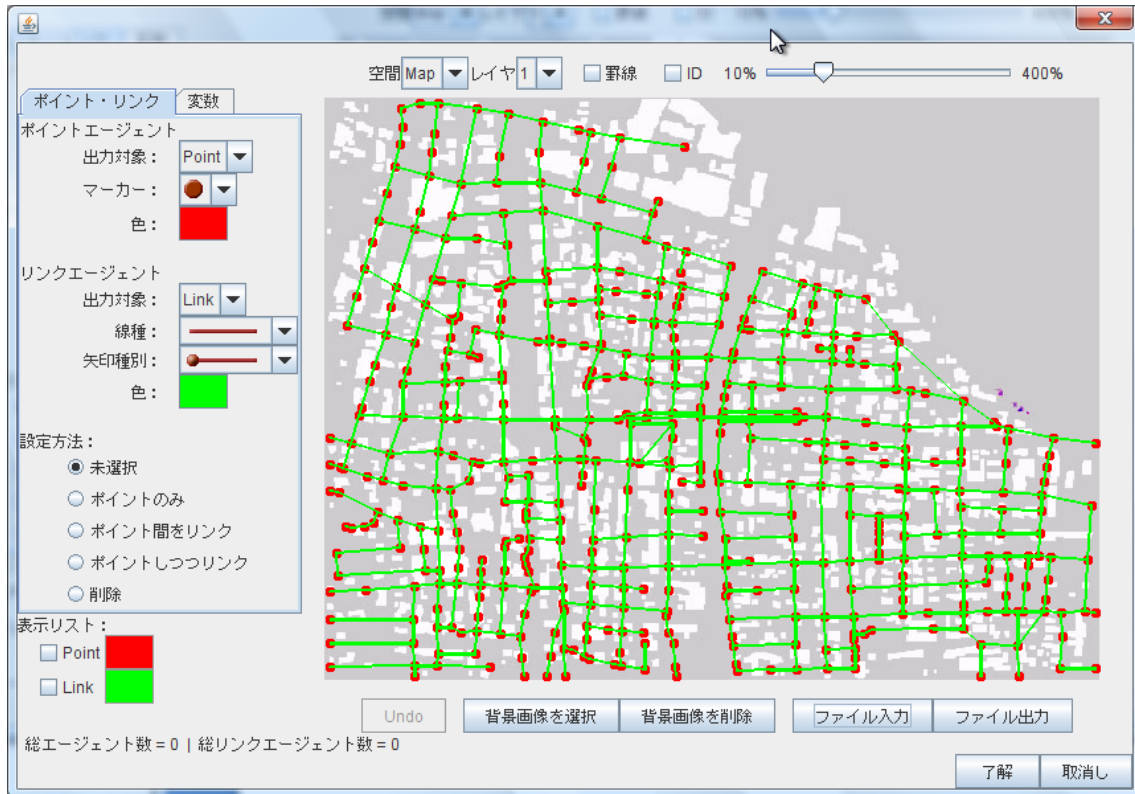 空間 Map レイヤ 1 罫線 ID 10% 400%
ポイント・リンク 変数
ポイントエージェント
出力対象： Point
マーカー：
色：
リンクエージェント
出力対象： Link
線種：
矢印種別：
色：
設定方法：
未選択
ポイントのみ
ポイント間をリンク
ポイントしつつリンク
削除
表示リスト：
Point
Link
Undo 背景画像を選択 背景画像を削除 ファイル入力 ファイル出力
総エージェント数 = 0 | 総リンクエージェント数 = 0
了解 取消し